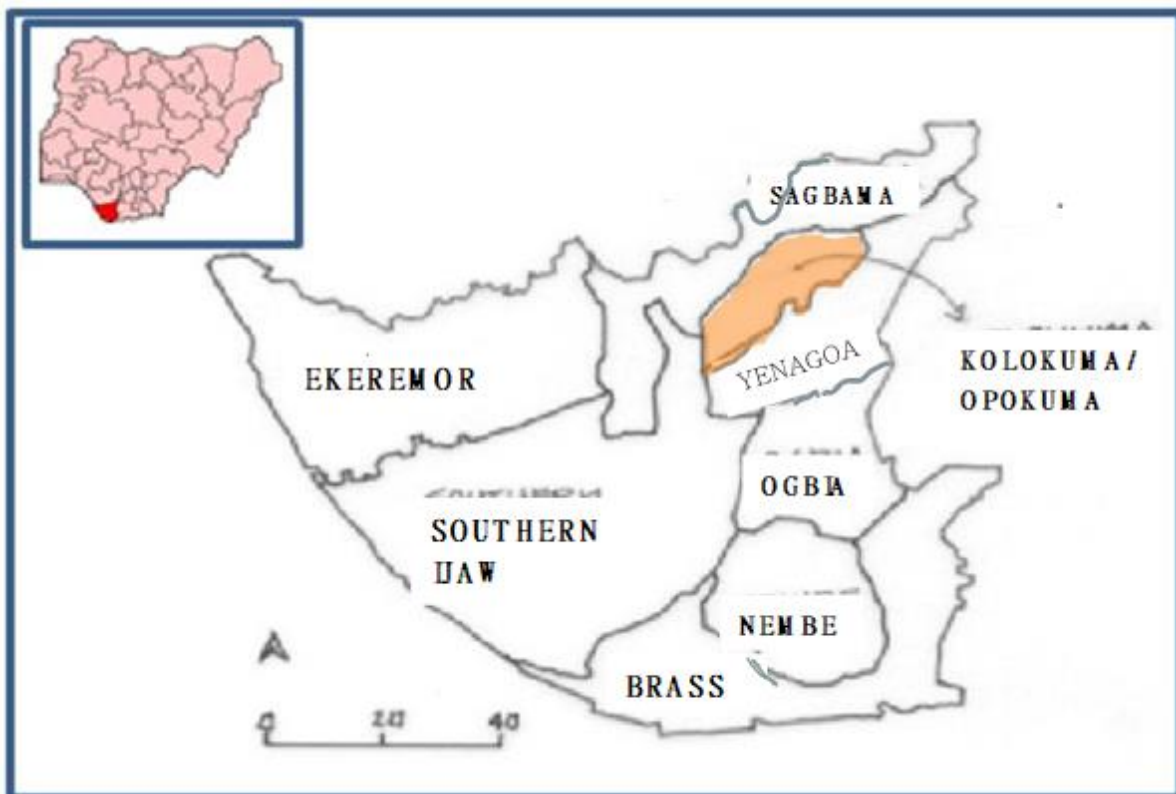 SAGBAMA
EKEREMOR
YENAGOA
KOLOKUMA/
OPOKUMA
OGBIA
SOUTHERN
IJAW
NEMBE
BRASS
0 20 40